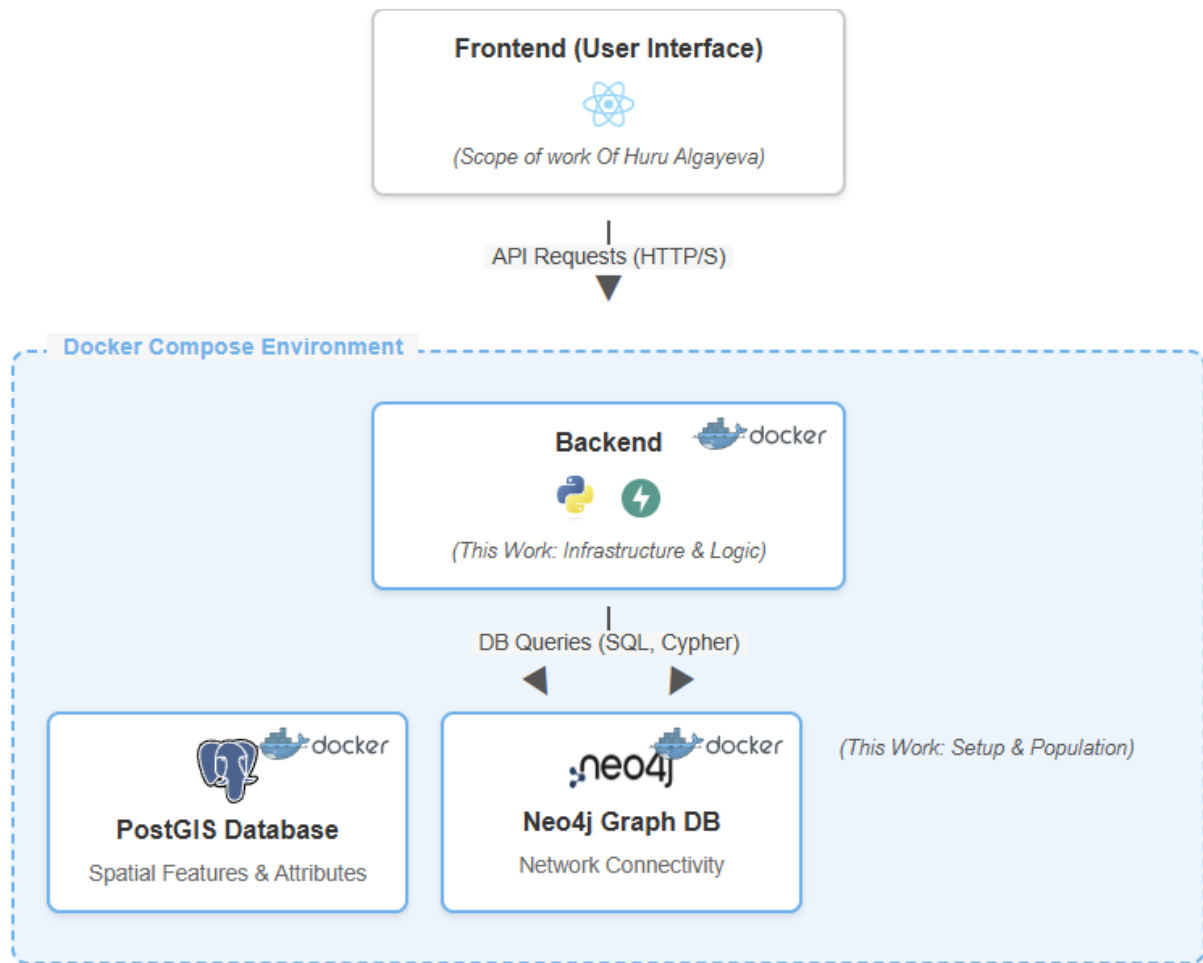 Frontend (User Interface)
(Scope of work Of Huru Algayeva)
API Requests (HTTP/S)
Docker Compose Environment
docker
Backend
(This Work: Infrastructure & Logic)
DB Queries (SQL, Cypher)
docker
PostGIS Database
Spatial Features & Attributes
docker
neo4j
Neo4j Graph DB
Network Connectivity
(This Work: Setup & Population)